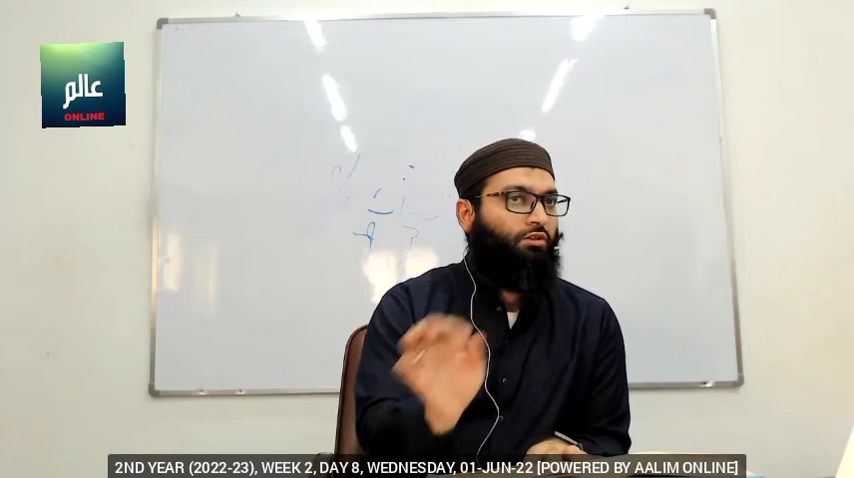 عالم
ONLINE
2ND YEAR (2022-23), WEEK 2, DAY 8, WEDNESDAY, 01-JUN-22 [POWERED BY AALIM ONLINE]